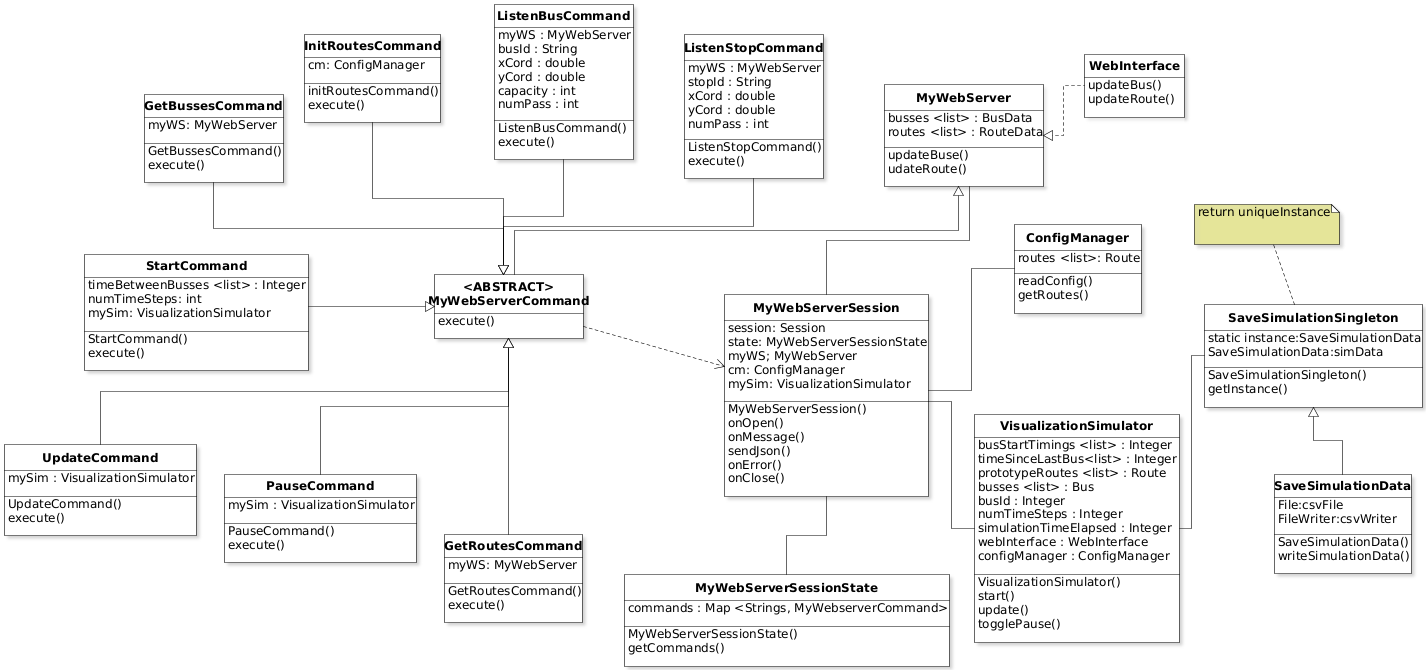 ListenBusCommand
myWS : MyWebServer
busId : String
xCord : double
yCord : double
capacity : int
numPass : int
ListenBusCommand()
execute()
InitRoutesCommand
cm: ConfigManager
initRoutesCommand()
execute()
ListenStopCommand
myWS : MyWebServer
stopId : String
xCord : double
yCord : double
numPass : int
ListenStopCommand()
execute()
WebInterface
updateBus()
updateRoute()
GetBussesCommand
myWS: MyWebServer
GetBussesCommand()
execute()
MyWebServer
busses <list> : BusData
routes <list> : RouteData
updateBuse()
udateRoute()
return uniqueInstance
ConfigManager
routes <list>: Route
readConfig()
getRoutes()
StartCommand
timeBetweenBusses <list> : Integer
numTimeSteps: int
mySim: VisualizationSimulator
StartCommand()
execute()
<ABSTRACT>
MyWebServerCommand
execute()
MyWebServerSession
session: Session
state: MyWebServerSessionState
myWS; MyWebServer
cm: ConfigManager
mySim: VisualizationSimulator
MyWebServerSession()
onOpen()
onMessage()
sendJson()
onError()
onClose()
SaveSimulationSingleton
static instance:SaveSimulationData
SaveSimulationData:simData
SaveSimulationSingleton()
getInstance()
VisualizationSimulator
busStartTimings <list> : Integer
timeSinceLastBus<list> : Integer
prototypeRoutes <list> : Route
busses <list> : Bus
busId : Integer
numTimeSteps : Integer
simulationTimeElapsed : Integer
webInterface : WebInterface
configManager : ConfigManager
VisualizationSimulator()
start()
update()
togglePause()
UpdateCommand
mySim : VisualizationSimulator
UpdateCommand()
execute()
PauseCommand
mySim : VisualizationSimulator
PauseCommand()
execute()
SaveSimulationData
File:csvFile
FileWriter:csvWriter
SaveSimulationData()
writeSimulationData()
GetRoutesCommand
myWS: MyWebServer
GetRoutesCommand()
execute()
MyWebServerSessionState
commands : Map <Strings, MyWebserverCommand>
MyWebServerSessionState()
getCommands()